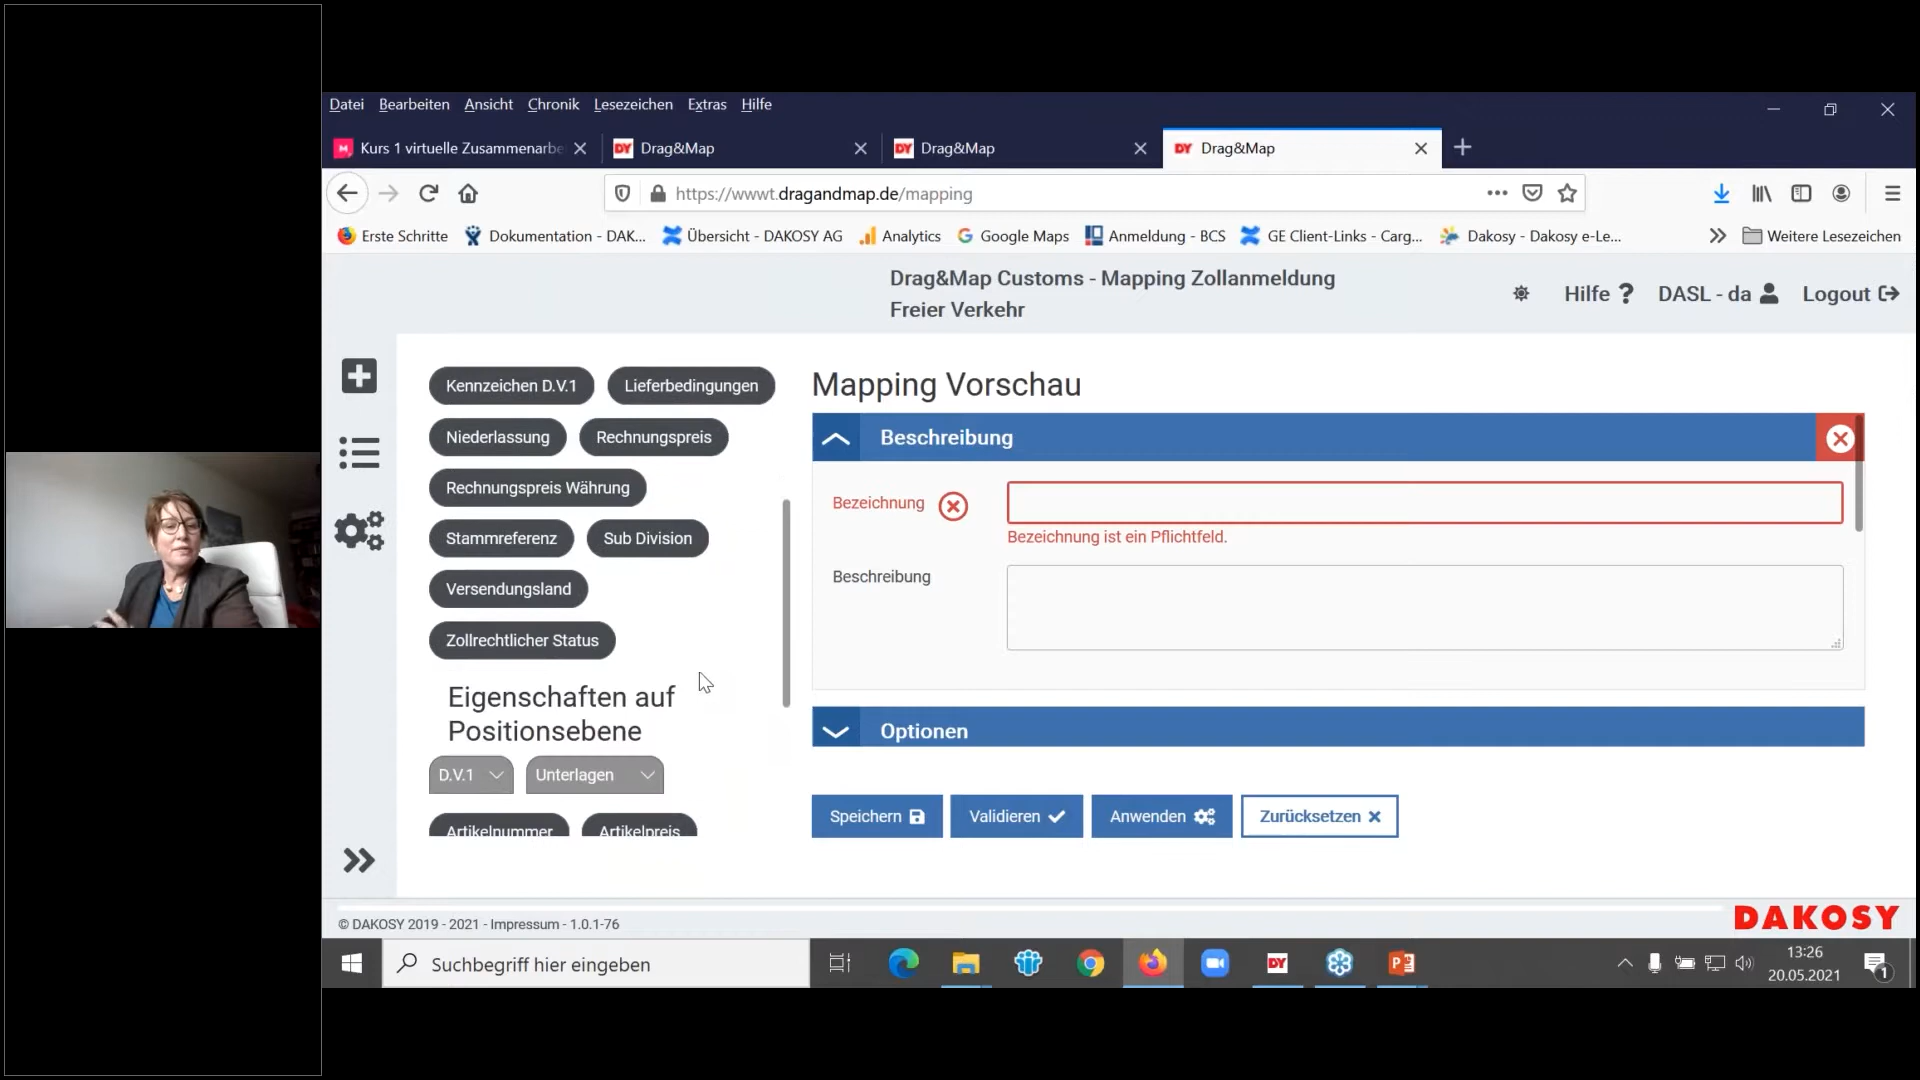 Datei Bearbeiten Ansicht Chronik Lesezeichen Extras Hilfe
Kurs 1 virtuelle Zusammenarbe
DY Drag&Map
DY Drag&Map
DY Drag&Map
https://wwwt.dragandmap.de/mapping
Erste Schritte Dokumentation - DAK... Übersicht - DAKOSY AG Analytics Google Maps Anmeldung - BCS GE Client-Links - Carg... Dakosy - Dakosy e-Le... Weitere Lesezeichen
Drag&Map Customs - Mapping Zollanmeldung
Freier Verkehr
Hilfe ? DASL - da Logout
Kennzeichen D.V.1 Lieferbedingungen
Niederlassung Rechnungspreis
Rechnungspreis Währung
Stammreferenz Sub Division
Versendungsland
Zollrechtlicher Status
Eigenschaften auf
Positionsebene
D.V.1 Unterlagen
Artikelnummer Artikelpreis
Mapping Vorschau
Beschreibung
Bezeichnung
Bezeichnung ist ein Pflichtfeld.
Beschreibung
Optionen
Speichern Validieren Anwenden Zurücksetzen
© DAKOSY 2019 - 2021 - Impressum - 1.0.1-76
DAKOSY
Suchbegriff hier eingeben
DY
13:26
20.05.2021
1